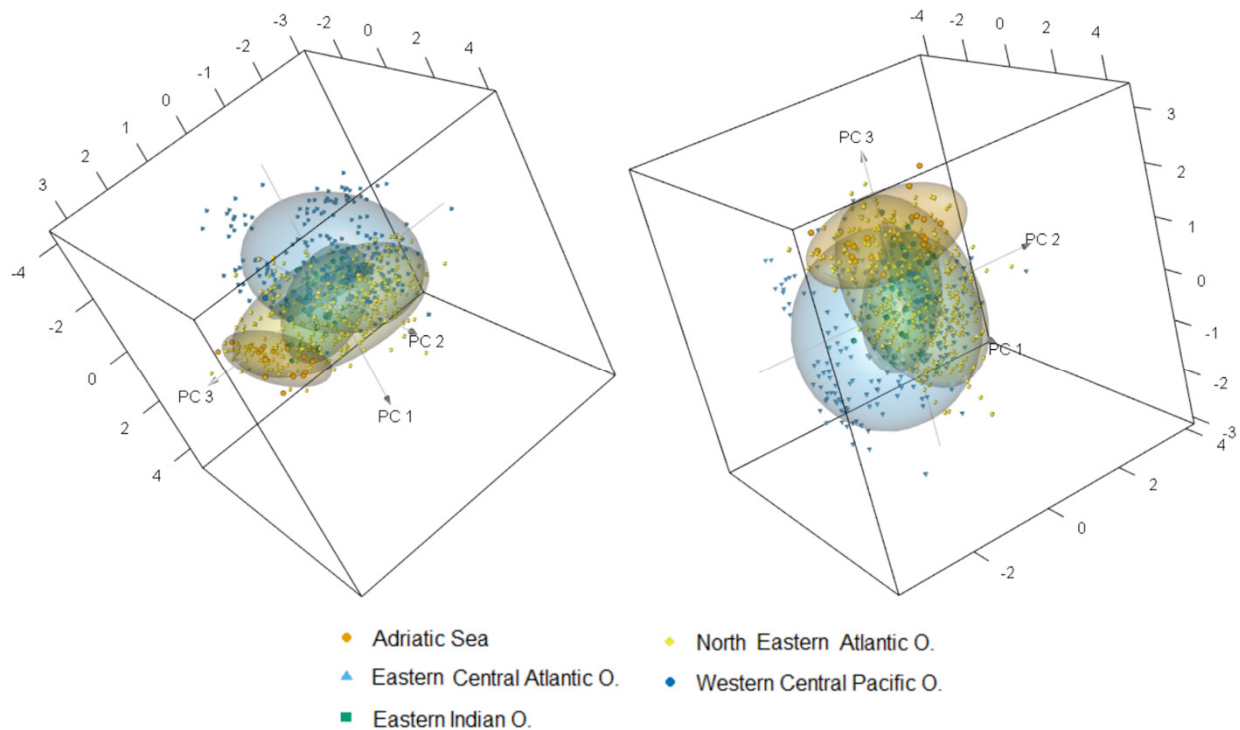 -3 -2 -1 0 1 2 3
-2 0 2 4
-4 -2 0 2 4
PC 1
PC 2
PC 3
-4 -2 0 2 4
3 2 1 0 -1 -2 -3
-2 0 2 4
PC 3
PC 2
PC 1
Adriatic Sea
North Eastern Atlantic O.
Eastern Central Atlantic O.
Western Central Pacific O.
Eastern Indian O.